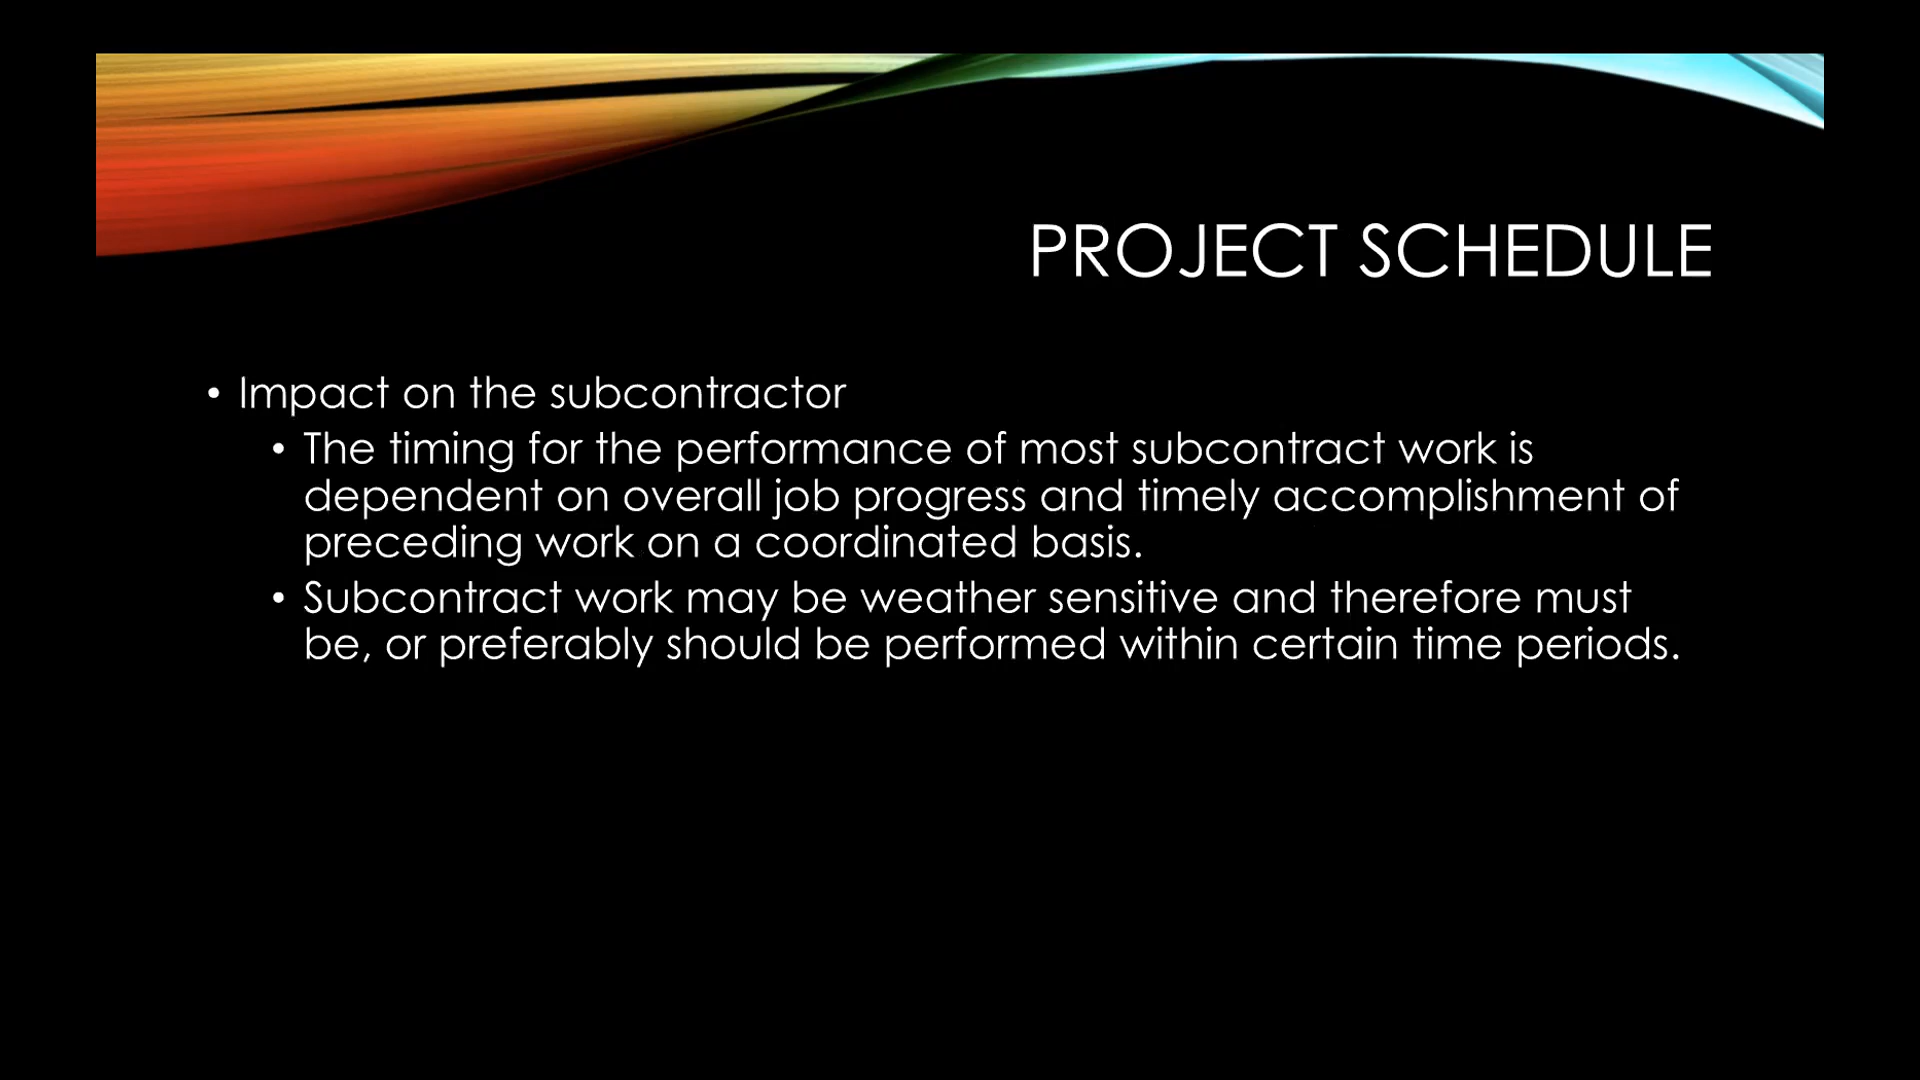 PROJECT SCHEDULE
• Impact on the subcontractor
• The timing for the performance of most subcontract work is
dependent on overall job progress and timely accomplishment of
preceding work on a coordinated basis.
• Subcontract work may be weather sensitive and therefore must
be, or preferably should be performed within certain time periods.